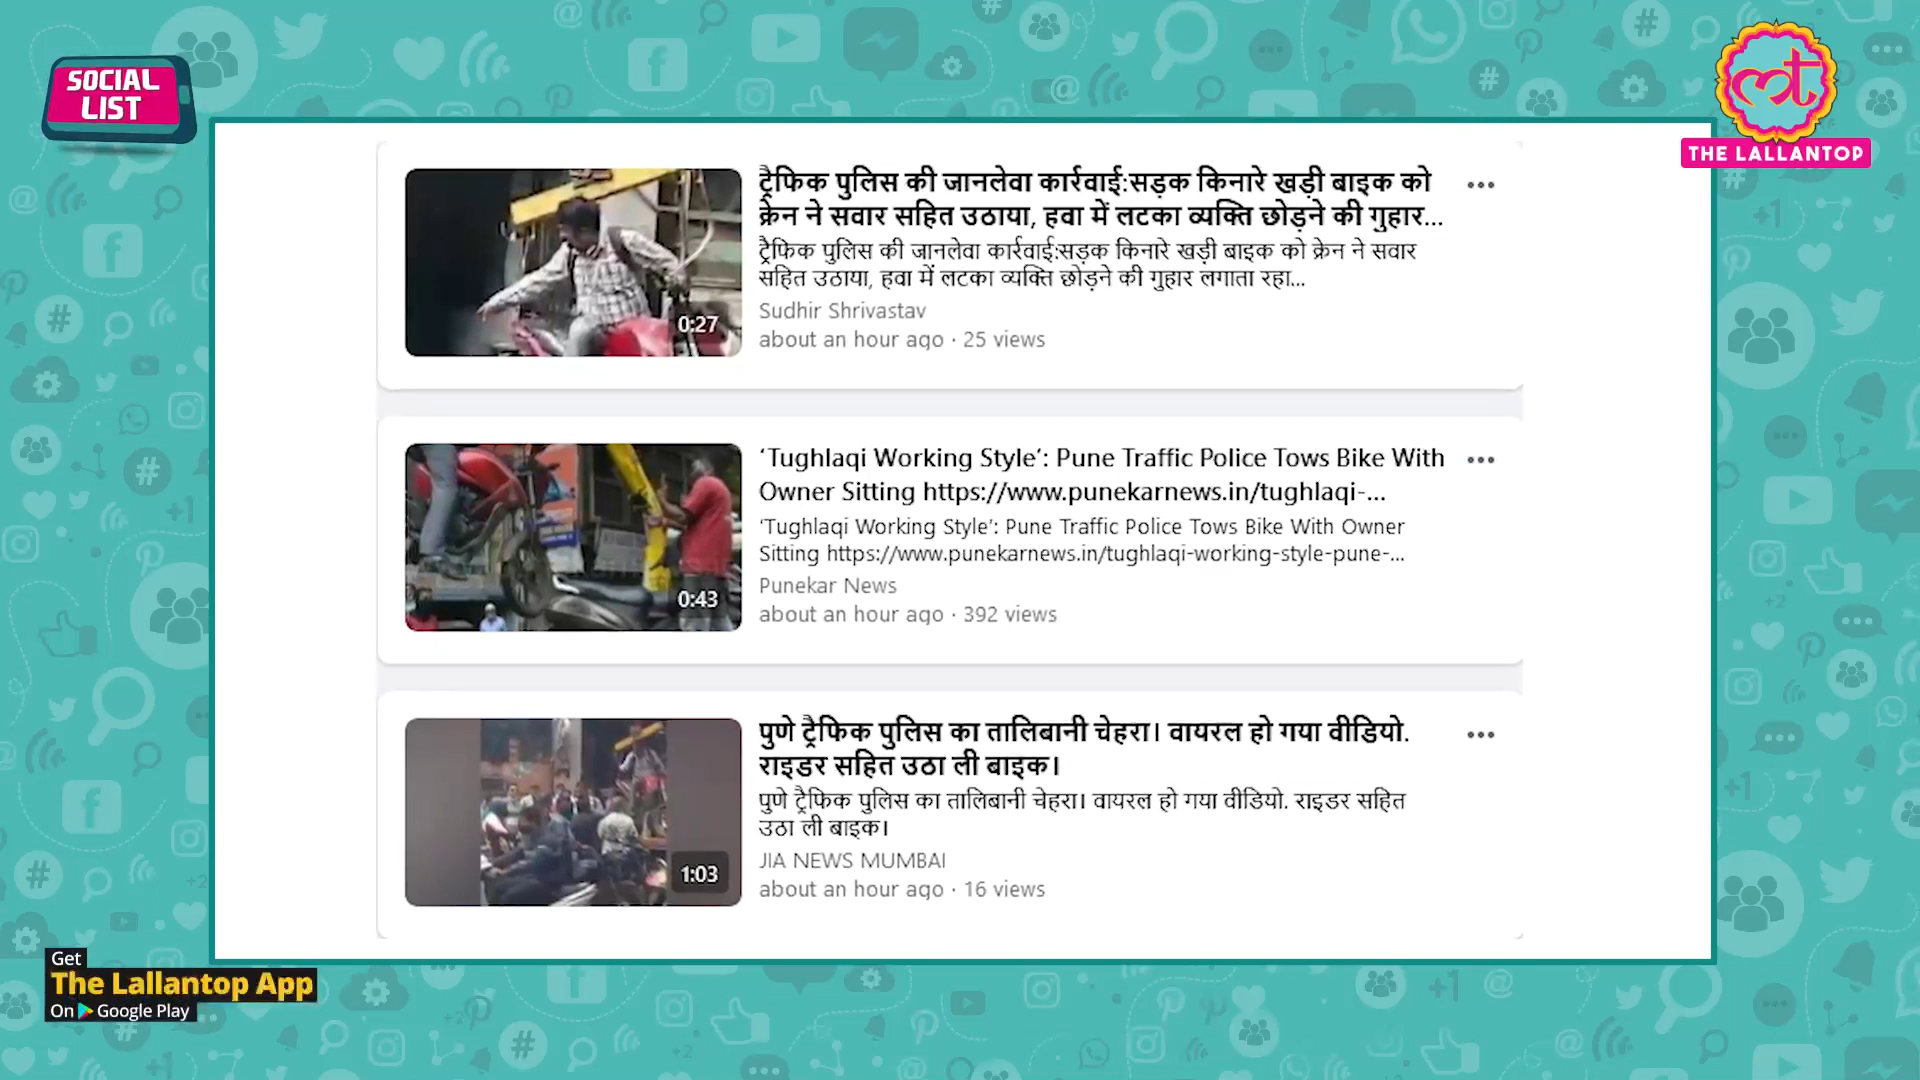 SOCIAL
LIST
THE LALLANTOP
ट्रैफिक पुलिस की जानलेवा कार्रवाई:सड़क किनारे खड़ी बाइक को
क्रेन ने सवार सहित उठाया, हवा में लटका व्यक्ति छोड़ने की गुहार...
ट्रैफिक पुलिस की जानलेवा कार्रवाई:सड़क किनारे खड़ी बाइक को क्रेन ने सवार
सहित उठाया, हवा में लटका व्यक्ति छोड़ने की गुहार लगाता रहा...
Sudhir Shrivastav
about an hour ago · 25 views
0:27
‘Tughlaqi Working Style’: Pune Traffic Police Tows Bike With
Owner Sitting https://www.punekarnews.in/tughlaqi-...
‘Tughlaqi Working Style’: Pune Traffic Police Tows Bike With Owner
Sitting https://www.punekarnews.in/tughlaqi-working-style-pune-...
Punekar News
about an hour ago · 392 views
0:43
पुणे ट्रैफिक पुलिस का तालिबानी चेहरा। वायरल हो गया वीडियो.
राइडर सहित उठा ली बाइक।
पुणे ट्रैफिक पुलिस का तालिबानी चेहरा। वायरल हो गया वीडियो. राइडर सहित
उठा ली बाइक।
JIA NEWS MUMBAI
about an hour ago · 16 views
1:03
Get
The Lallantop App
On Google Play